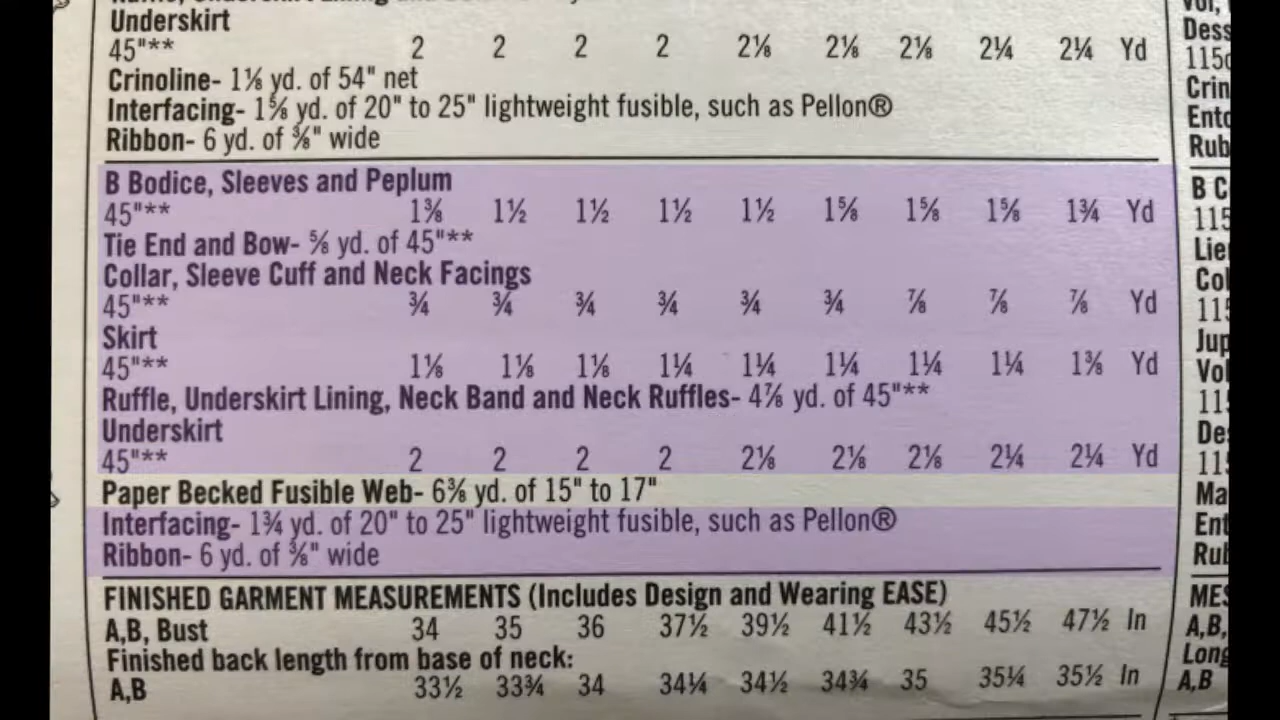 Underskirt
45"** 2 2 2 2 2⅛ 2⅛ 2⅛ 2¼ 2¼ Yd
Crinoline- 1⅛ yd. of 54" net
Interfacing- 1⅝ yd. of 20" to 25" lightweight fusible, such as Pellon®
Ribbon- 6 yd. of ⅜" wide
B Bodice, Sleeves and Peplum
45"** 1⅜ 1½ 1½ 1½ 1½ 1⅝ 1⅝ 1⅝ 1¾ Yd
Tie End and Bow- ⅝ yd. of 45"**
Collar, Sleeve Cuff and Neck Facings
45"** ¾ ¾ ¾ ¾ ¾ ¾ ⅞ ⅞ ⅞ Yd
Skirt
45"** 1⅛ 1⅛ 1⅛ 1¼ 1¼ 1¼ 1¼ 1¼ 1⅜ Yd
Ruffle, Underskirt Lining, Neck Band and Neck Ruffles- 4⅞ yd. of 45"**
Underskirt
45"** 2 2 2 2 2⅛ 2⅛ 2⅛ 2¼ 2¼ Yd
Paper Becked Fusible Web- 6⅜ yd. of 15" to 17"
Interfacing- 1¾ yd. of 20" to 25" lightweight fusible, such as Pellon®
Ribbon- 6 yd. of ⅜" wide
FINISHED GARMENT MEASUREMENTS (Includes Design and Wearing EASE)
A,B, Bust 34 35 36 37½ 39½ 41½ 43½ 45½ 47½ In
Finished back length from base of neck:
A,B 33½ 33¾ 34 34¼ 34½ 34¾ 35 35¼ 35½ In
Dess
Crin
Ento
Rub
B C
115
Lie
Col
115
Jup
Vol
De
Ma
Ent
Rub
MES
A,B,
Long
A,B